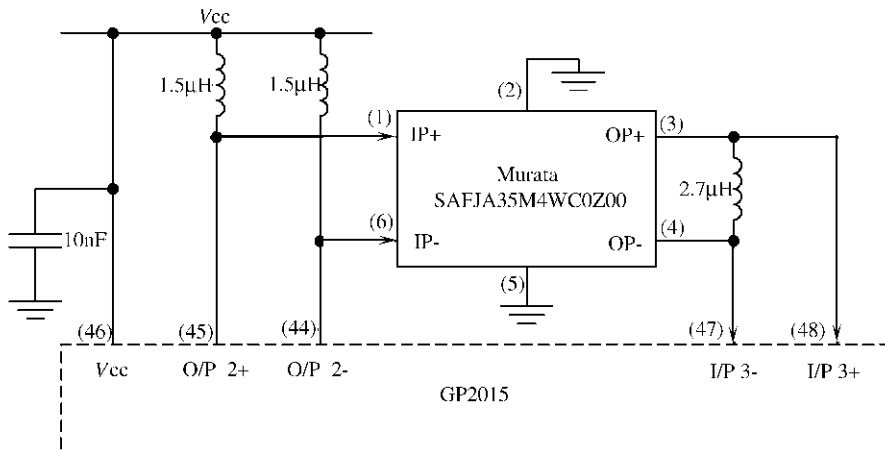 Vcc
1.5μH
1.5μH
(2)
(1)
IP+
OP+
(3)
Murata
SAFJA35M4WC0Z00
2.7μH
(6)
IP-
OP-
(4)
10nF
(5)
(46)
(45)
(44)
(47)
(48)
Vcc
O/P 2+
O/P 2-
I/P 3-
I/P 3+
GP2015